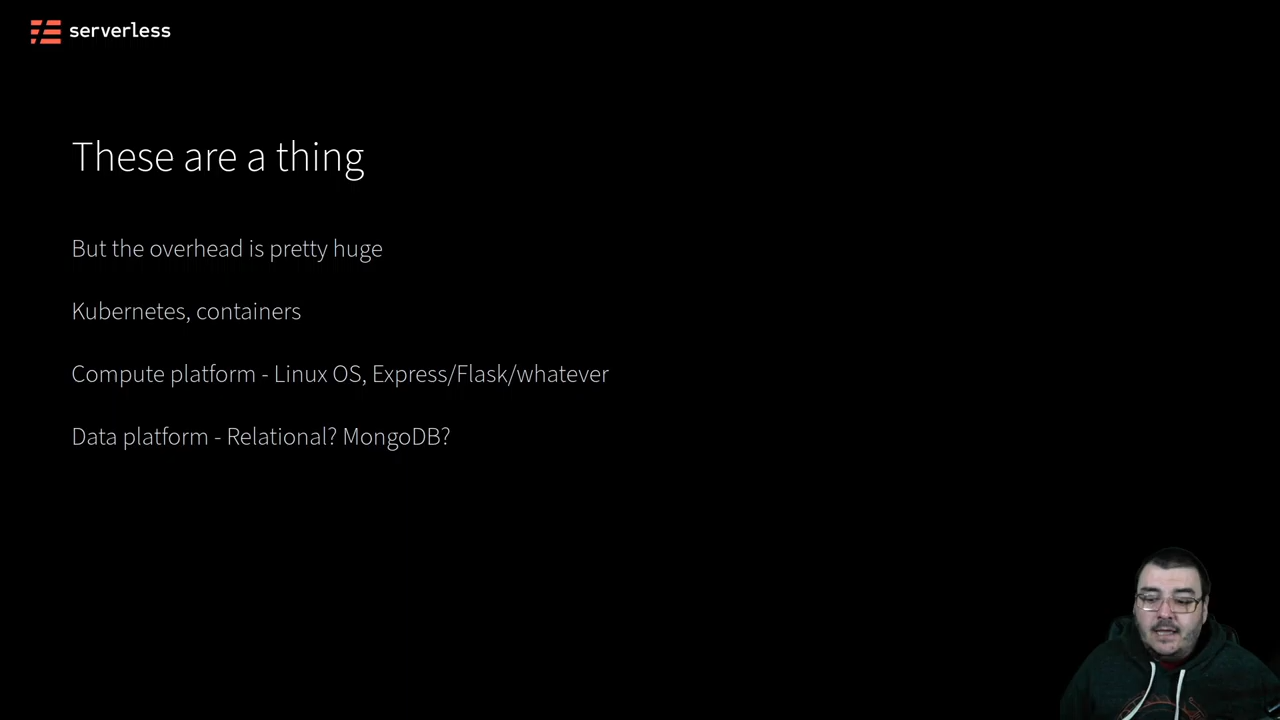 serverless
These are a thing
But the overhead is pretty huge
Kubernetes, containers
Compute platform - Linux OS, Express/Flask/whatever
Data platform - Relational? MongoDB?